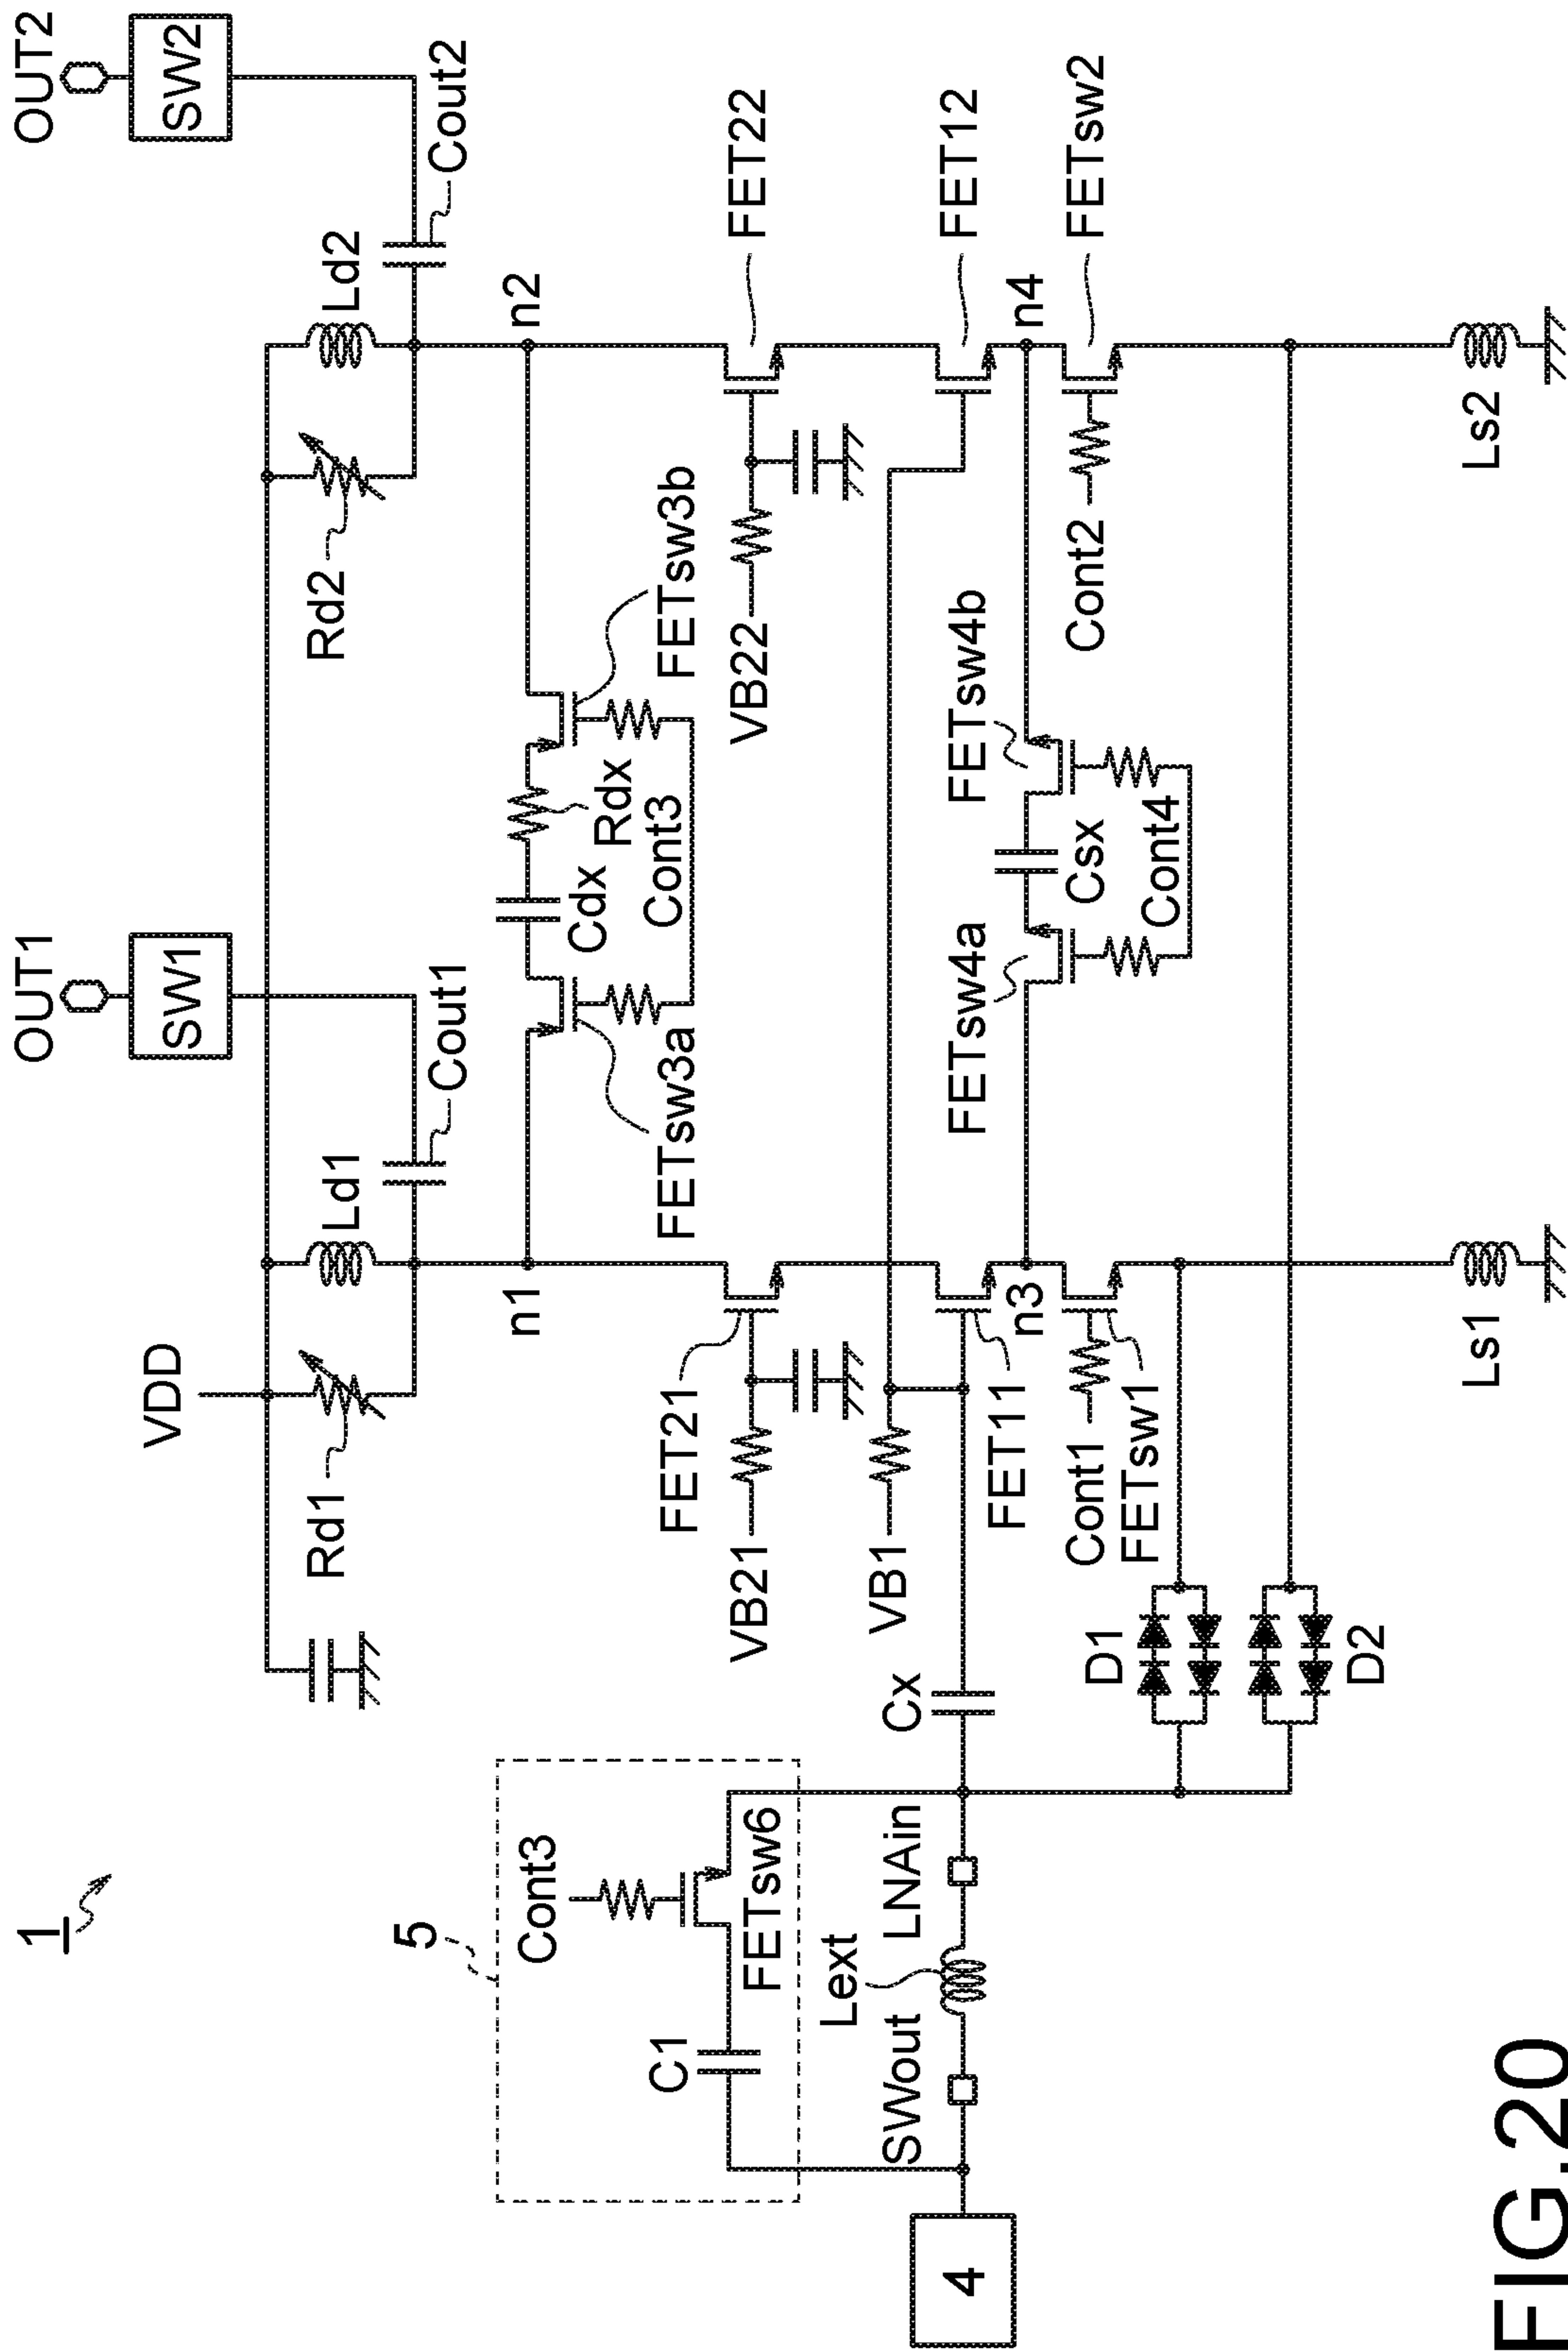 1
OUT1
OUT2
SW1
SW2
VDD
Rd1
Ld1
Cout1
Rd2
Ld2
Cout2
n1
n2
5
Cont3
C1
FETsw6
FETsw3a
Cdx
Rdx
Cont3
FETsw3b
FET21
VB21
VB22
FET22
VB1
4
SWout
Lext
LNAin
Cx
FET11
FET12
n3
n4
FETsw4a
Csx
FETsw4b
Cont4
Cont1
FETsw1
Cont2
FETsw2
D1
D2
Ls1
Ls2
FIG.20